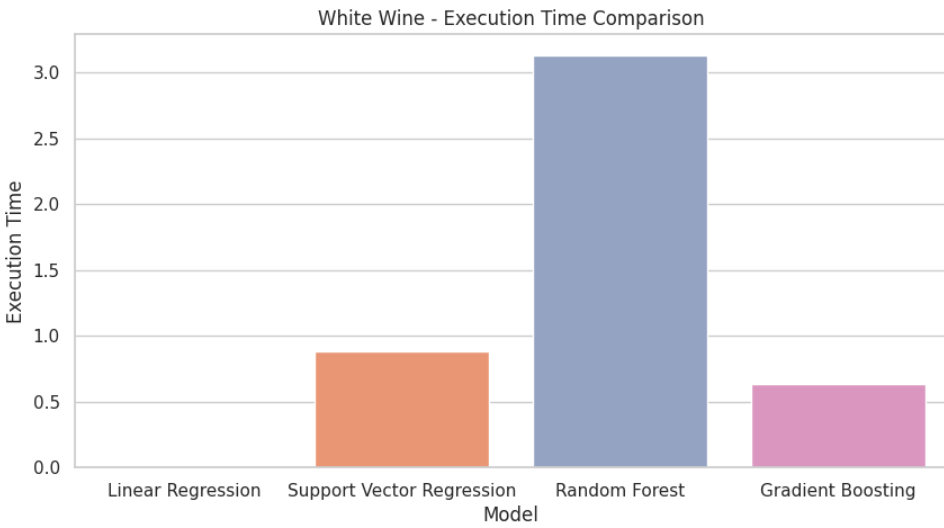 White Wine - Execution Time Comparison
Execution Time
3.0
2.5
2.0
1.5
1.0
0.5
0.0
Linear Regression Support Vector Regression Random Forest Gradient Boosting
Model